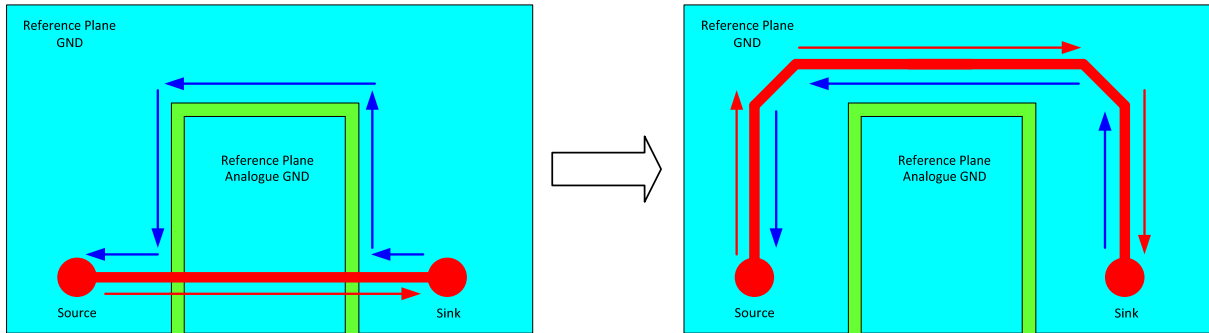 Reference Plane
GND
Reference Plane
Analogue GND
Source
Sink
Reference Plane
GND
Reference Plane
Analogue GND
Source
Sink